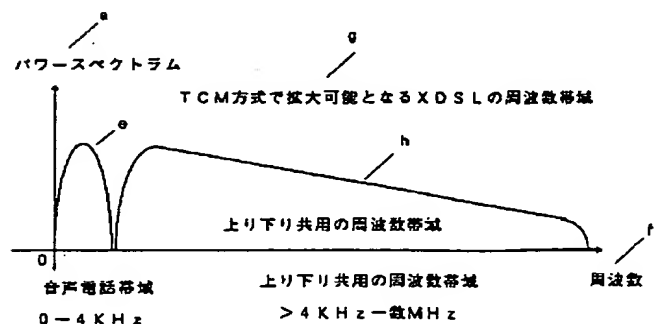 a
g
パワースペクトラム
TCM方式で拡大可能となるXDSLの周波数帯域
e
h
上り下り共用の周波数帯域
f
0
音声電話帯域
上り下り共用の周波数帯域
周波数
0-4KHz
>4KHz-数MHz